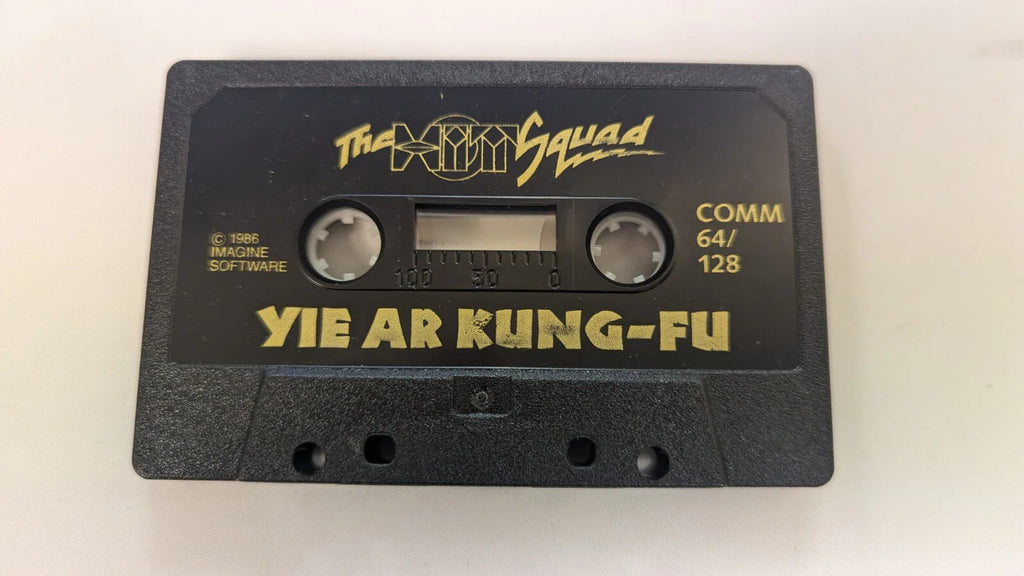 The HIT Squad
© 1986
IMAGINE
SOFTWARE
COMM
64/
128
100 50 0
YIE AR KUNG-FU